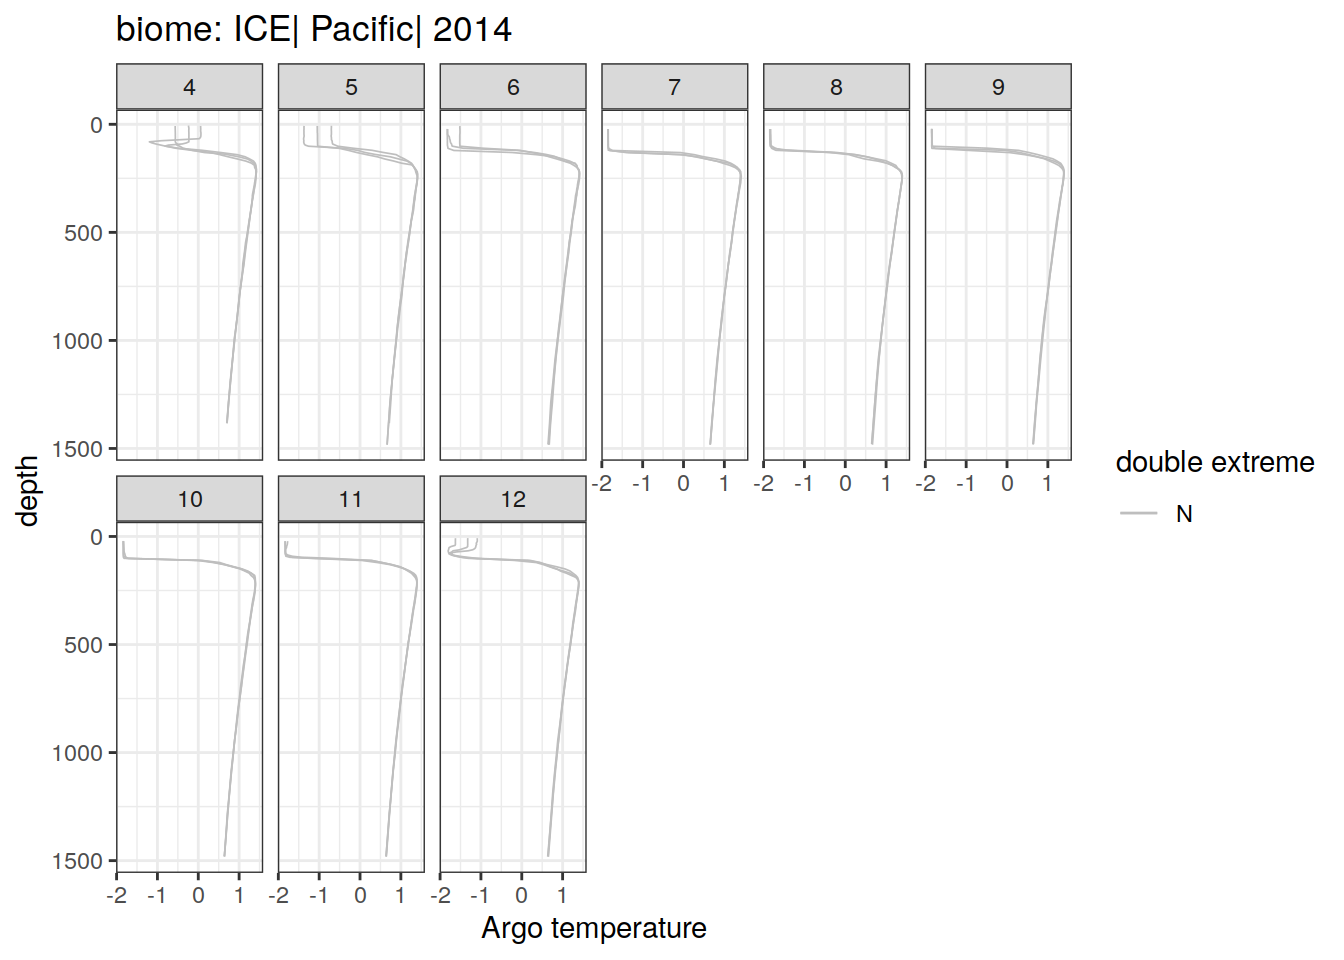 biome: ICE| Pacific| 2014
4 5 6 7 8 9
0
500
1000
1500
-2 -1 0 1 -2 -1 0 1 -2 -1 0 1
depth
10 11 12
0
500
1000
1500
-2 -1 0 1 -2 -1 0 1 -2 -1 0 1
Argo temperature
double extreme
N